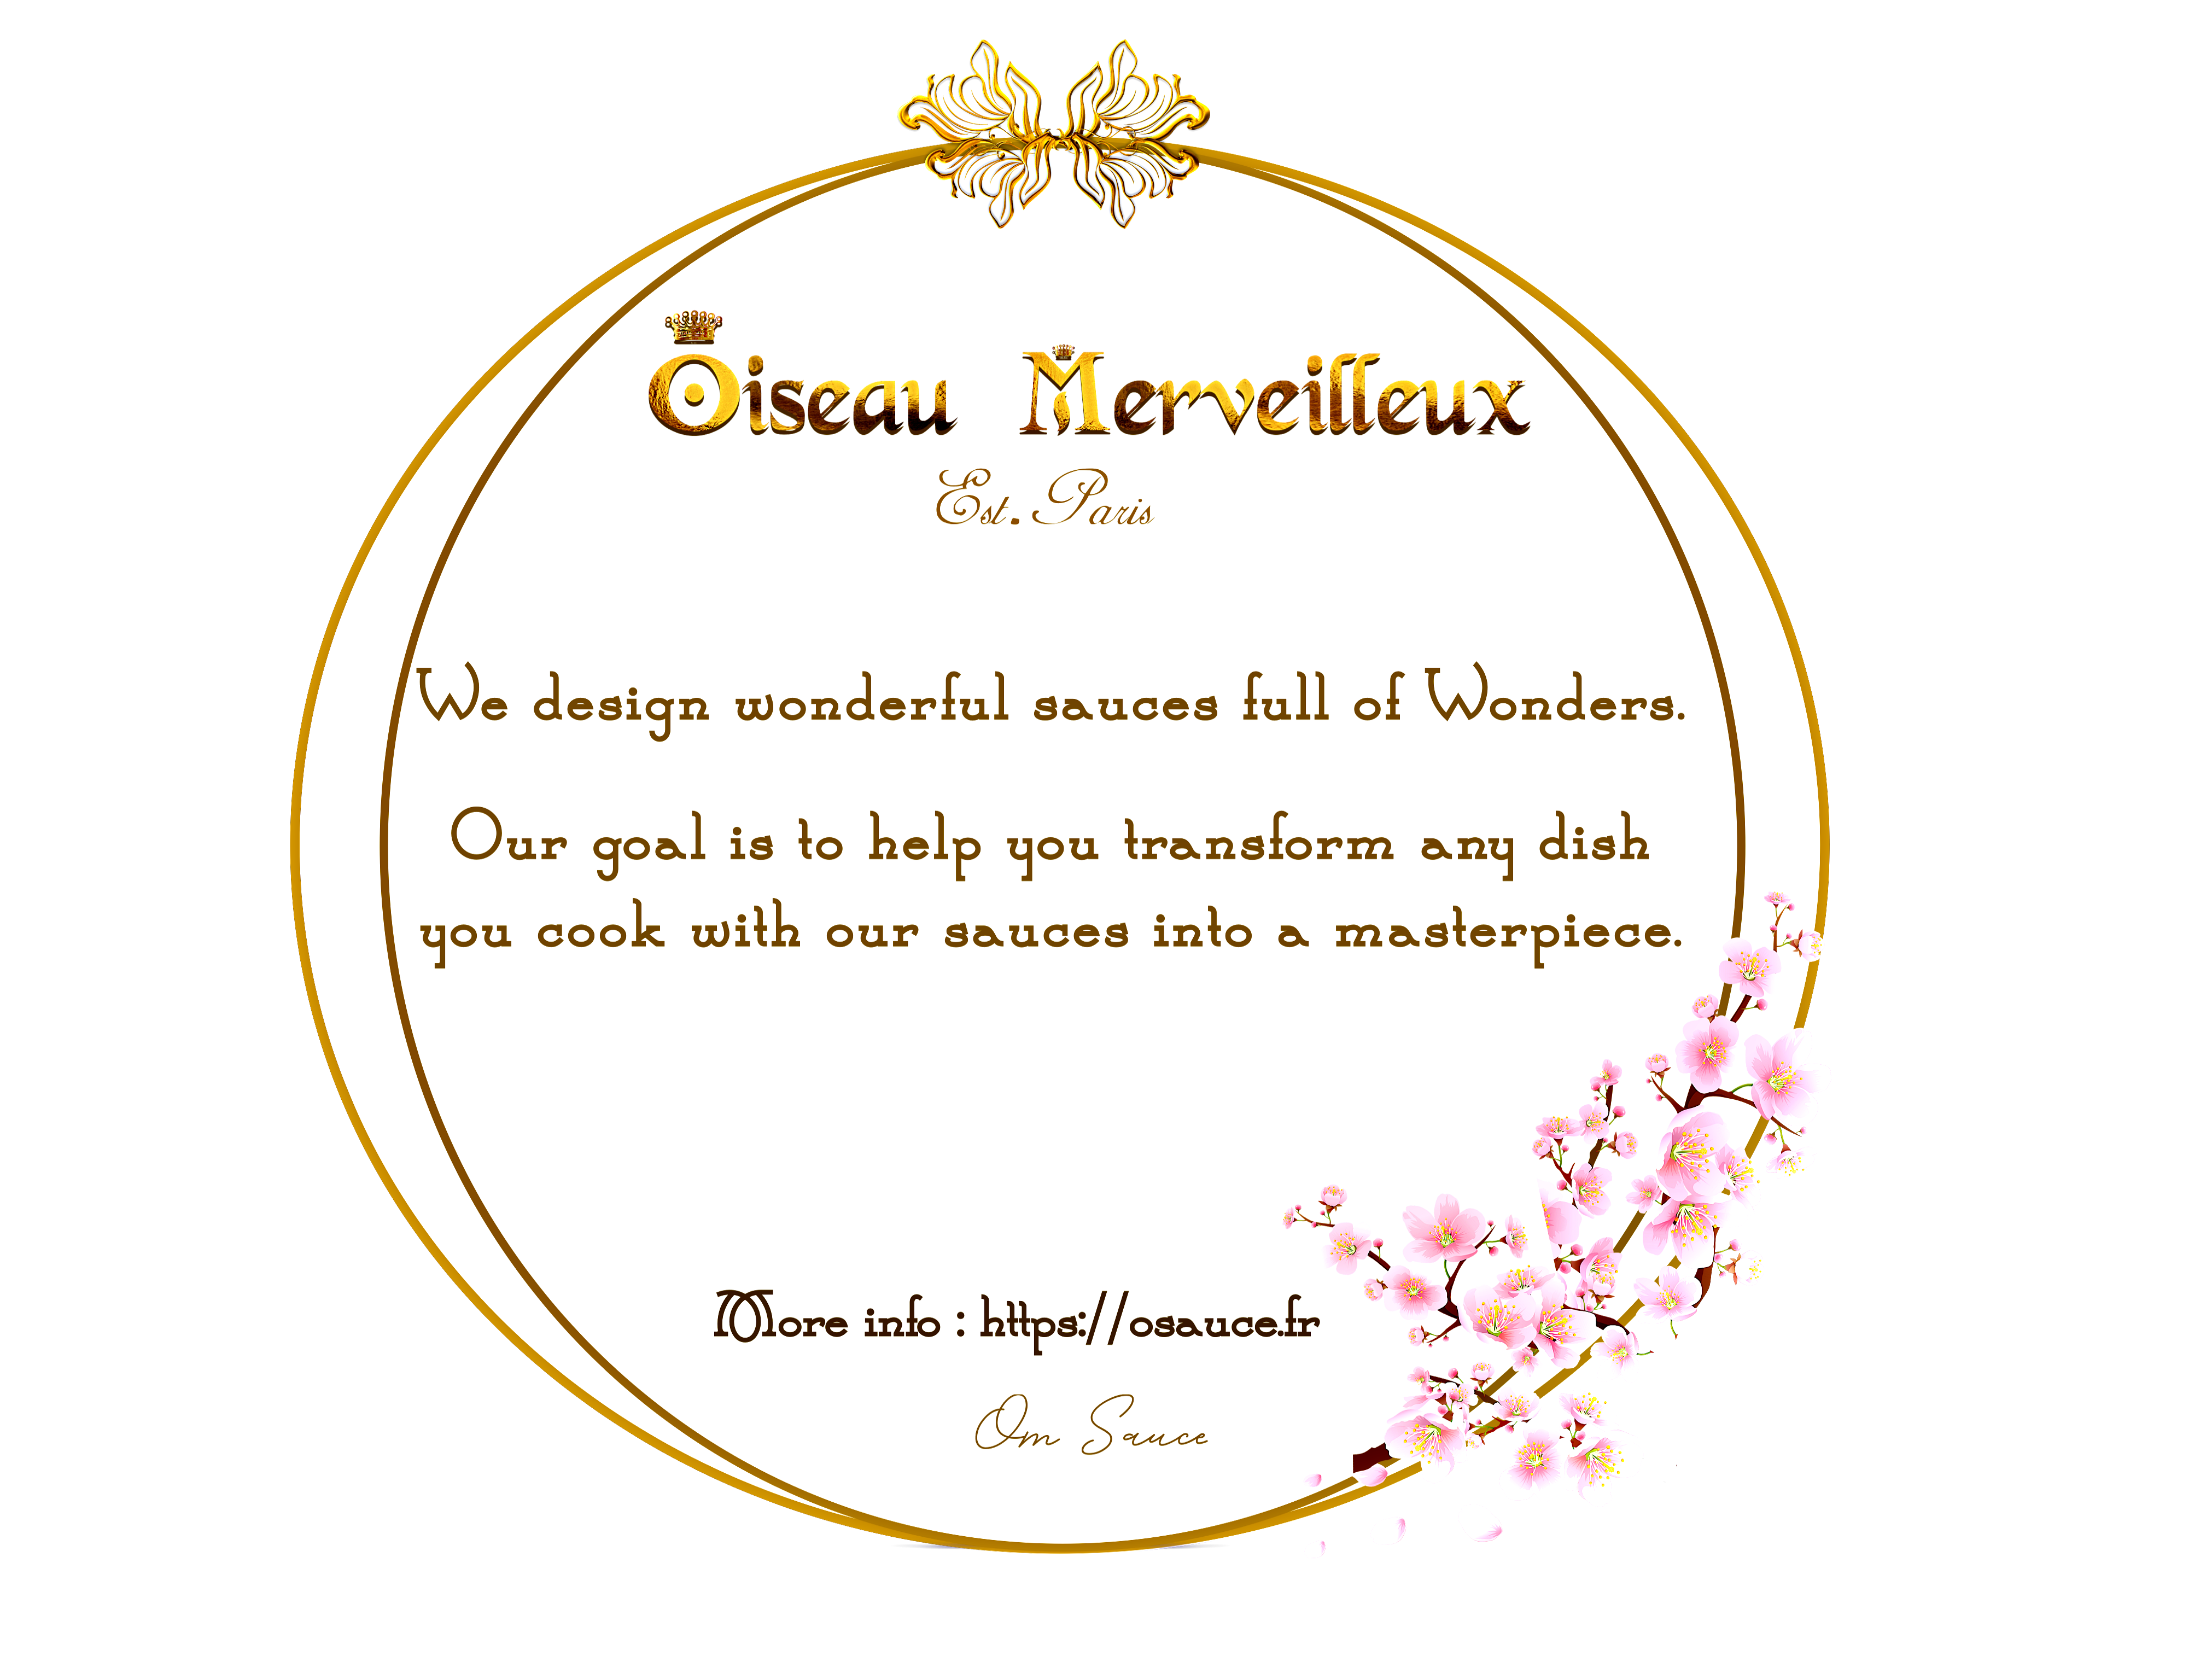 Oiseau Merveilleux
Est. Paris
We design wonderful sauces full of Wonders.
Our goal is to help you transform any dish
you cook with our sauces into a masterpiece.
More info : https://osauce.fr
Om Sauce